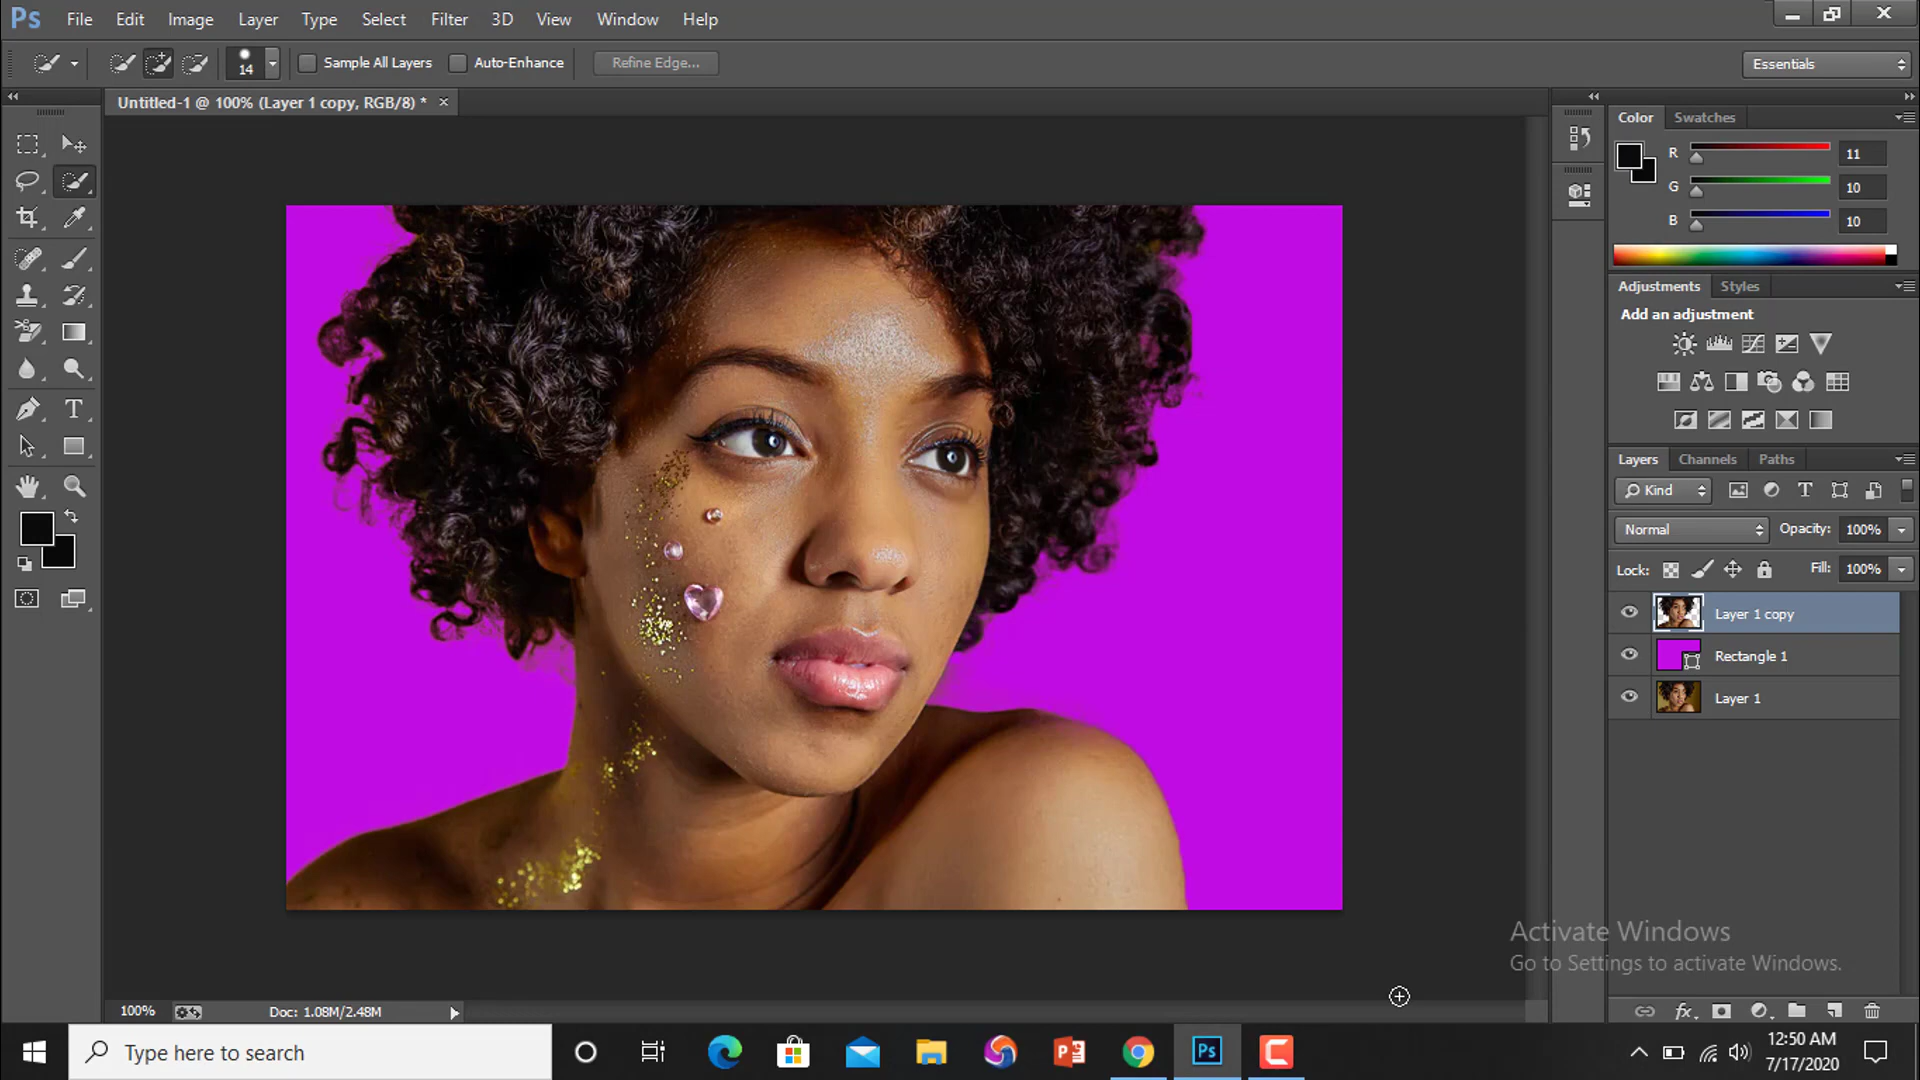 Ps File Edit Image Layer Type Select Filter 3D View Window Help
14 Sample All Layers Auto-Enhance Refine Edge... Essentials
Untitled-1 @ 100% (Layer 1 copy, RGB/8) *
Color Swatches
R 11
G 10
B 10
Adjustments Styles
Add an adjustment
Layers Channels Paths
Kind
Normal Opacity: 100%
Lock: Fill: 100%
Layer 1 copy
Rectangle 1
Layer 1
Activate Windows
Go to Settings to activate Windows.
100% Doc: 1.08M/2.48M
Type here to search
Ps
12:50 AM
7/17/2020